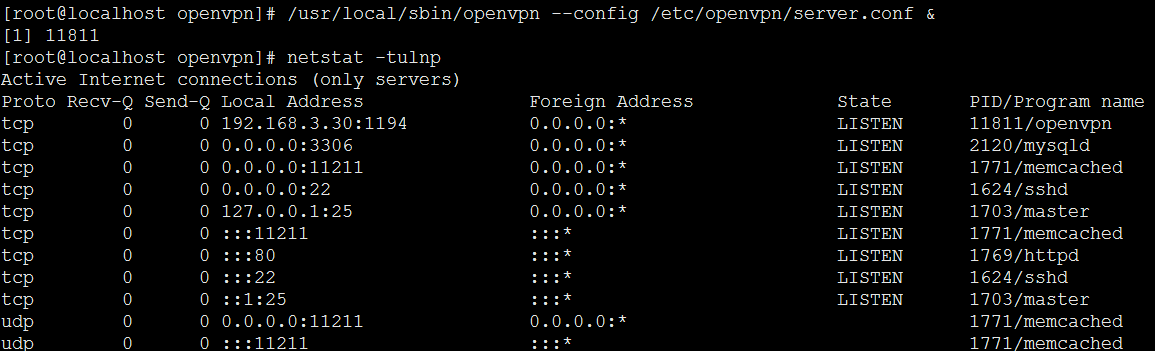 [root@localhost openvpn]# /usr/local/sbin/openvpn --config /etc/openvpn/server.conf &
[1] 11811
[root@localhost openvpn]# netstat -tulnp
Active Internet connections (only servers)
Proto Recv-Q Send-Q Local Address               Foreign Address             State       PID/Program name
tcp        0      0 192.168.3.30:1194           0.0.0.0:*                   LISTEN      11811/openvpn
tcp        0      0 0.0.0.0:3306                0.0.0.0:*                   LISTEN      2120/mysqld
tcp        0      0 0.0.0.0:11211               0.0.0.0:*                   LISTEN      1771/memcached
tcp        0      0 0.0.0.0:22                  0.0.0.0:*                   LISTEN      1624/sshd
tcp        0      0 127.0.0.1:25                0.0.0.0:*                   LISTEN      1703/master
tcp        0      0 :::11211                    :::*                        LISTEN      1771/memcached
tcp        0      0 :::80                       :::*                        LISTEN      1769/httpd
tcp        0      0 :::22                       :::*                        LISTEN      1624/sshd
tcp        0      0 ::1:25                      :::*                        LISTEN      1703/master
udp        0      0 0.0.0.0:11211               0.0.0.0:*                               1771/memcached
udp        0      0 :::11211                    :::*                                    1771/memcached